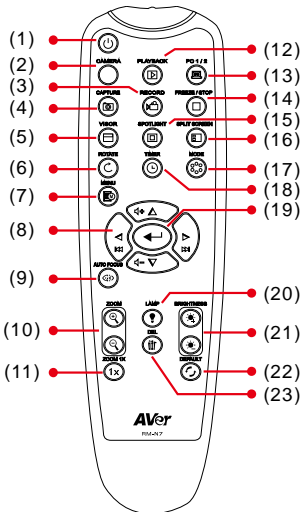 (1)
(2)
(3)
(4)
(5)
(6)
(7)
(8)
(9)
(10)
(11)
CAMERA
PLAYBACK
PC 1 / 2
CAPTURE
RECORD
FREEZE / STOP
VISOR
SPOTLIGHT
SPLIT SCREEN
ROTATE
TIMER
MODE
MENU
AUTO FOCUS
ZOOM
LAMP
BRIGHTNESS
DEL
ZOOM 1X
1x
DEFAULT
AVer
RM-N7
(12)
(13)
(14)
(15)
(16)
(17)
(18)
(19)
(20)
(21)
(22)
(23)